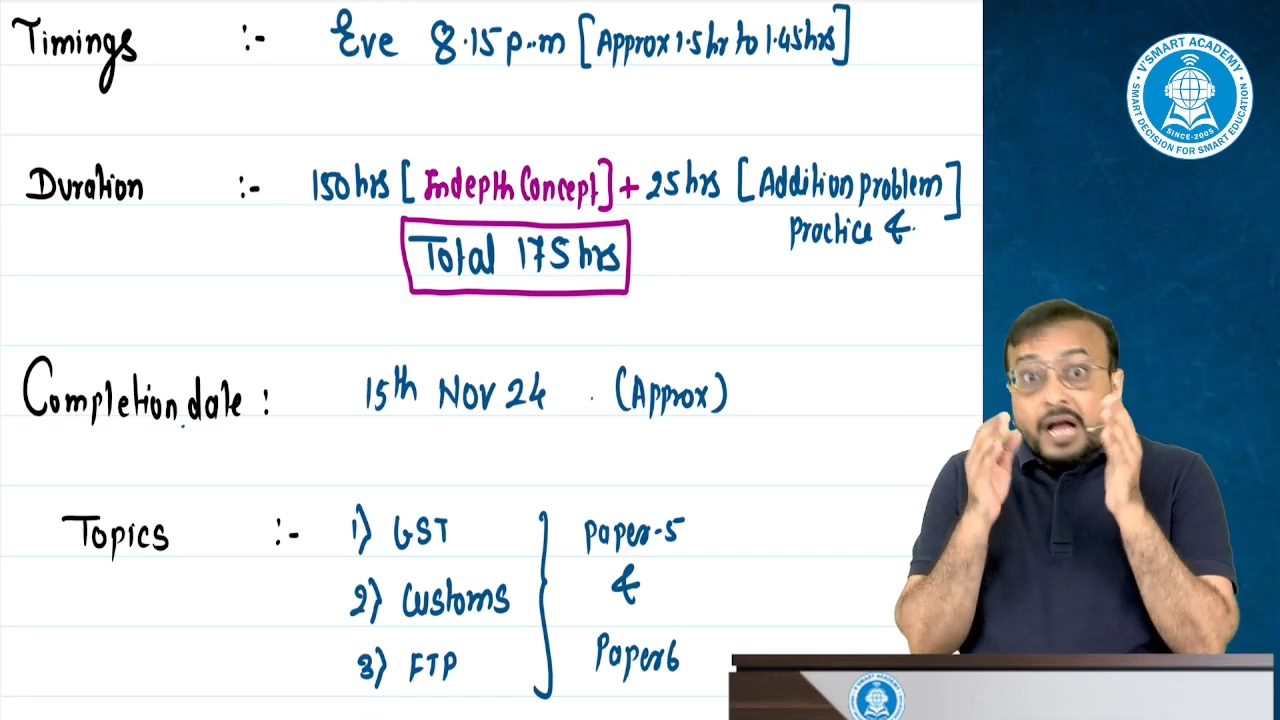 Timings :- Eve 8.15 p.m [Approx 1.5 hr to 1.45 hrs]
Duration :- 150 hrs [Indepth Concept] + 25 hrs [Addition problem
practice &]
Total 175 hrs
Completion date : 15th Nov 24 (Approx)
Topics :- 1) GST
2) Customs
3) FTP
paper-5
&
Paper 6
V'SMART ACADEMY
SMART DECISION FOR SMART EDUCATION
SINCE-2005
V'SMART ACADEMY